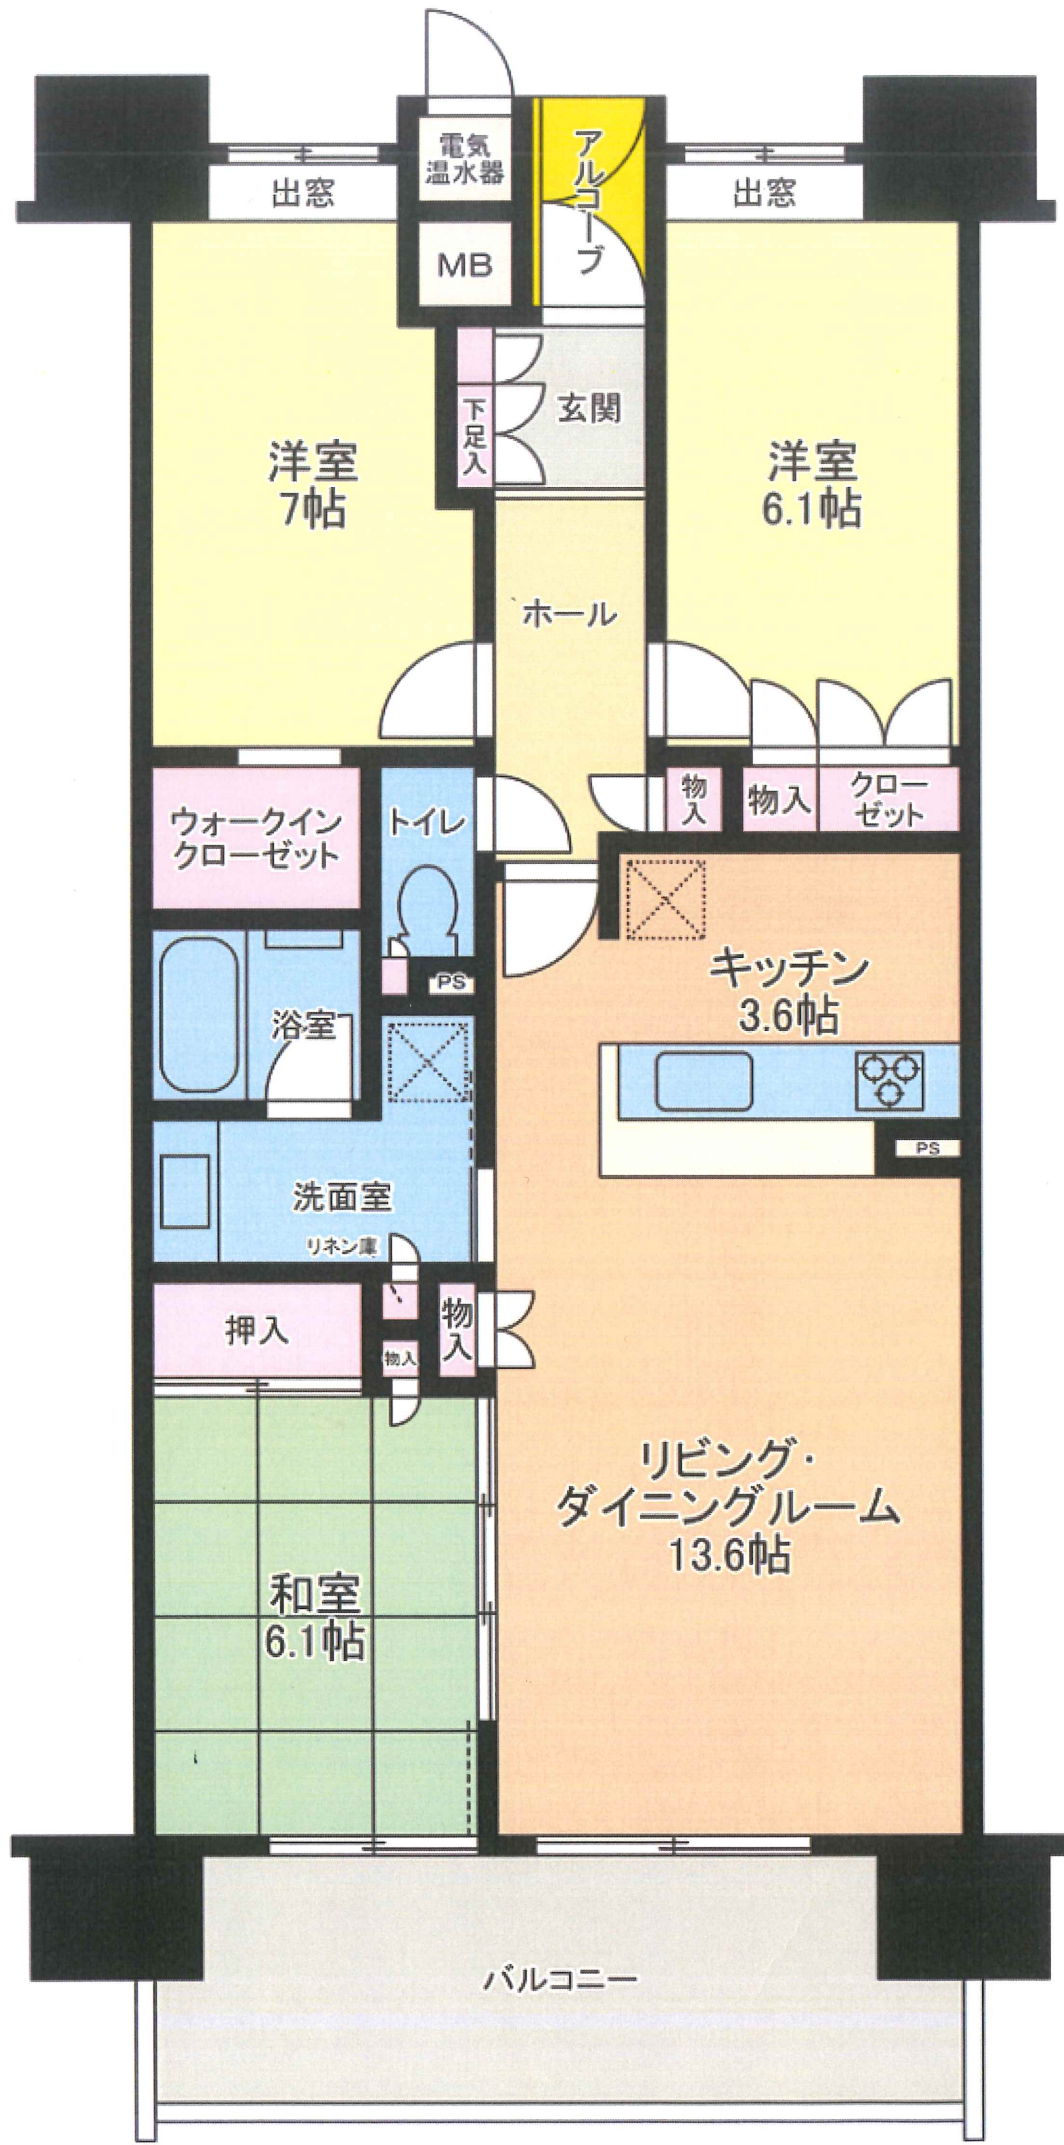 電気
温水器
アルコーブ
出窓
出窓
MB
下足入
玄関
洋室
7帖
洋室
6.1帖
ホール
ウォークイン
クローゼット
トイレ
物入
物入
クロー
ゼット
キッチン
3.6帖
PS
浴室
PS
洗面室
リネン庫
押入
物入
物入
リビング・
ダイニングルーム
13.6帖
和室
6.1帖
バルコニー